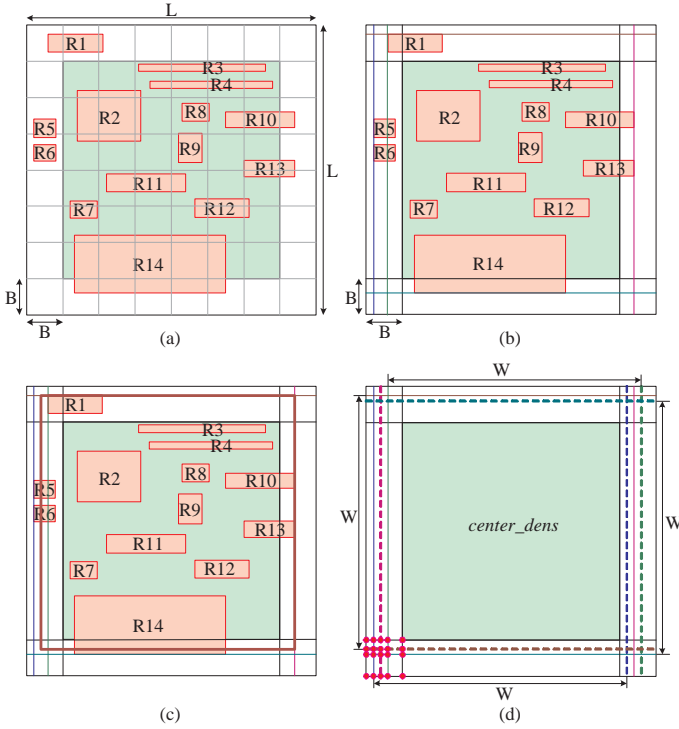 L
R1
R3
R4
R2
R8
R10
R5
R6
R9
R13
L
R11
R7
R12
R14
B
B
(a)
R1
R3
R4
R2
R8
R10
R5
R6
R9
R13
R11
R7
R12
R14
B
B
(b)
R1
R3
R4
R2
R8
R10
R5
R6
R9
R13
R11
R7
R12
R14
(c)
W
W
center_dens
W
W
(d)